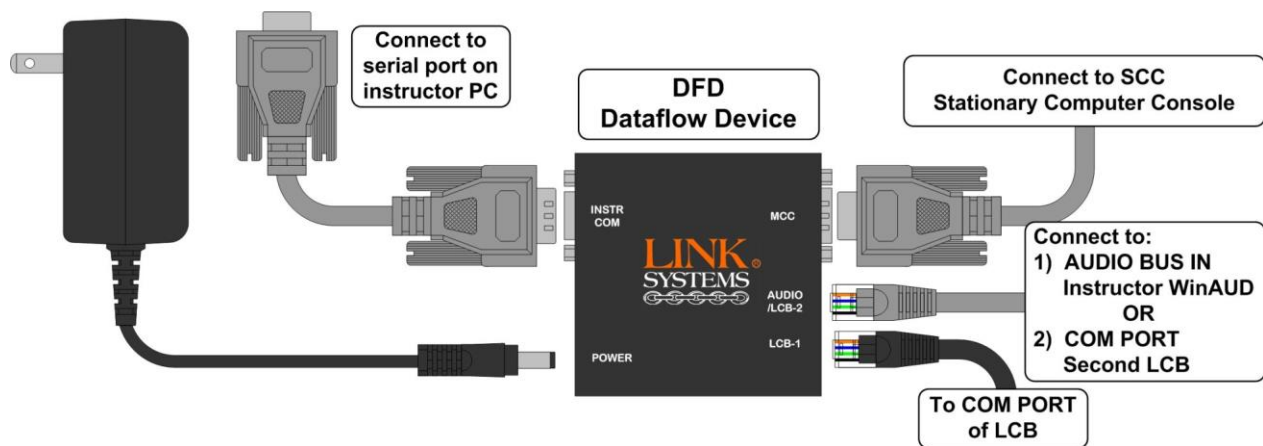 Connect to
serial port on
instructor PC
DFD
Dataflow Device
Connect to SCC
Stationary Computer Console
INSTR
COM
MCC
LINK®
SYSTEMS
AUDIO
/LCB-2
LCB-1
POWER
Connect to:
1) AUDIO BUS IN
Instructor WinAUD
OR
2) COM PORT
Second LCB
To COM PORT
of LCB